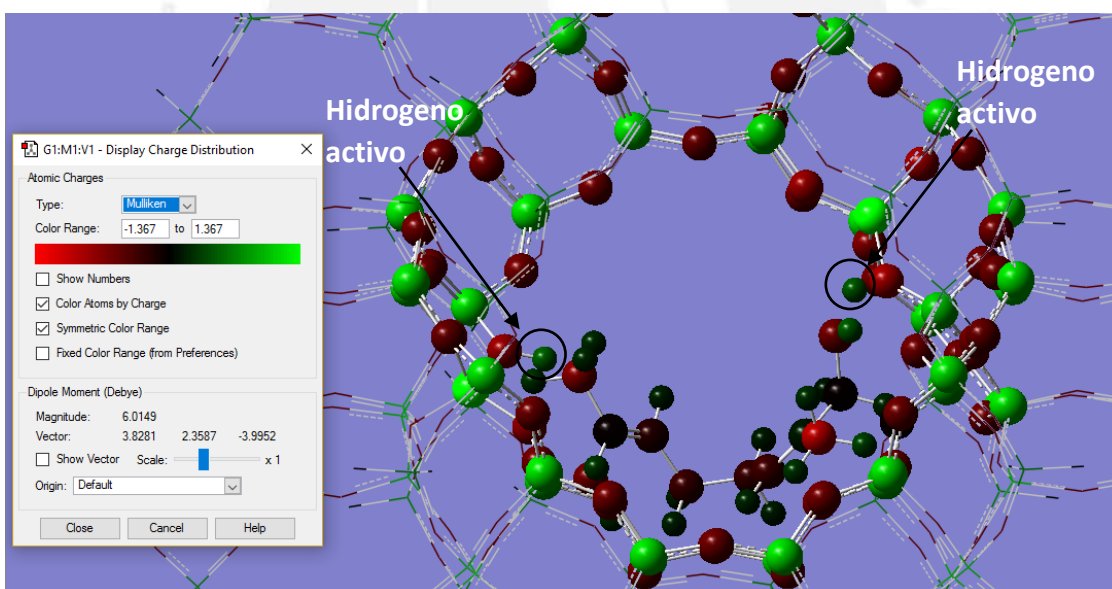 Hidrogeno
activo
Hidrogeno
activo
G1:M1:V1 - Display Charge Distribution
Atomic Charges
Type: Mulliken
Color Range: -1.367 to 1.367
Show Numbers
Color Atoms by Charge
Symmetric Color Range
Fixed Color Range (from Preferences)
Dipole Moment (Debye)
Magnitude: 6.0149
Vector: 3.8281 2.3587 -3.9952
Show Vector Scale: x 1
Origin: Default
Close Cancel Help